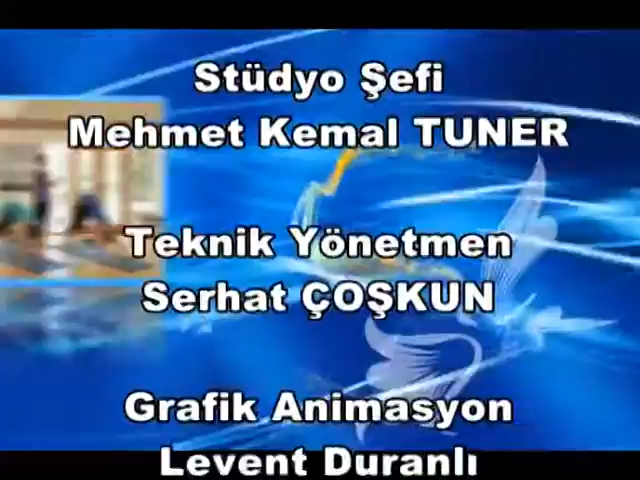 Stüdyo Şefi
Mehmet Kemal TUNER
Teknik Yönetmen
Serhat ÇOŞKUN
Grafik Animasyon
Levent Duranlı